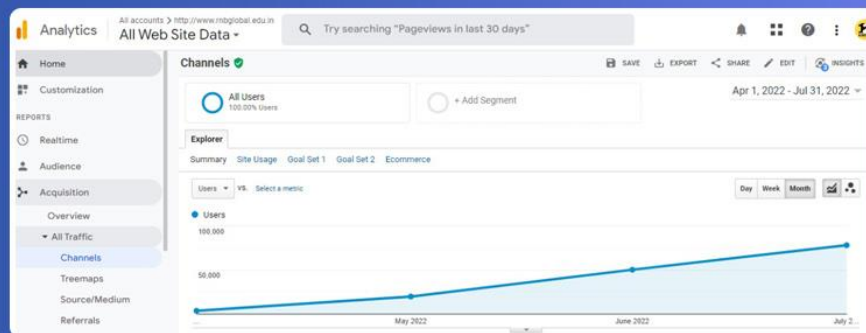 All accounts > http://www.rnbglobal.edu.in
Analytics
All Web Site Data
Try searching "Pageviews in last 30 days"
Home
Customization
REPORTS
Realtime
Audience
Acquisition
Overview
All Traffic
Channels
Treemaps
Source/Medium
Referrals
Channels
SAVE EXPORT SHARE EDIT INSIGHTS
All Users
100.00% Users
+ Add Segment
Apr 1, 2022 - Jul 31, 2022
Explorer
Summary Site Usage Goal Set 1 Goal Set 2 Ecommerce
Users VS. Select a metric
Day Week Month
Users
100,000
50,000
... May 2022 June 2022 July 2...